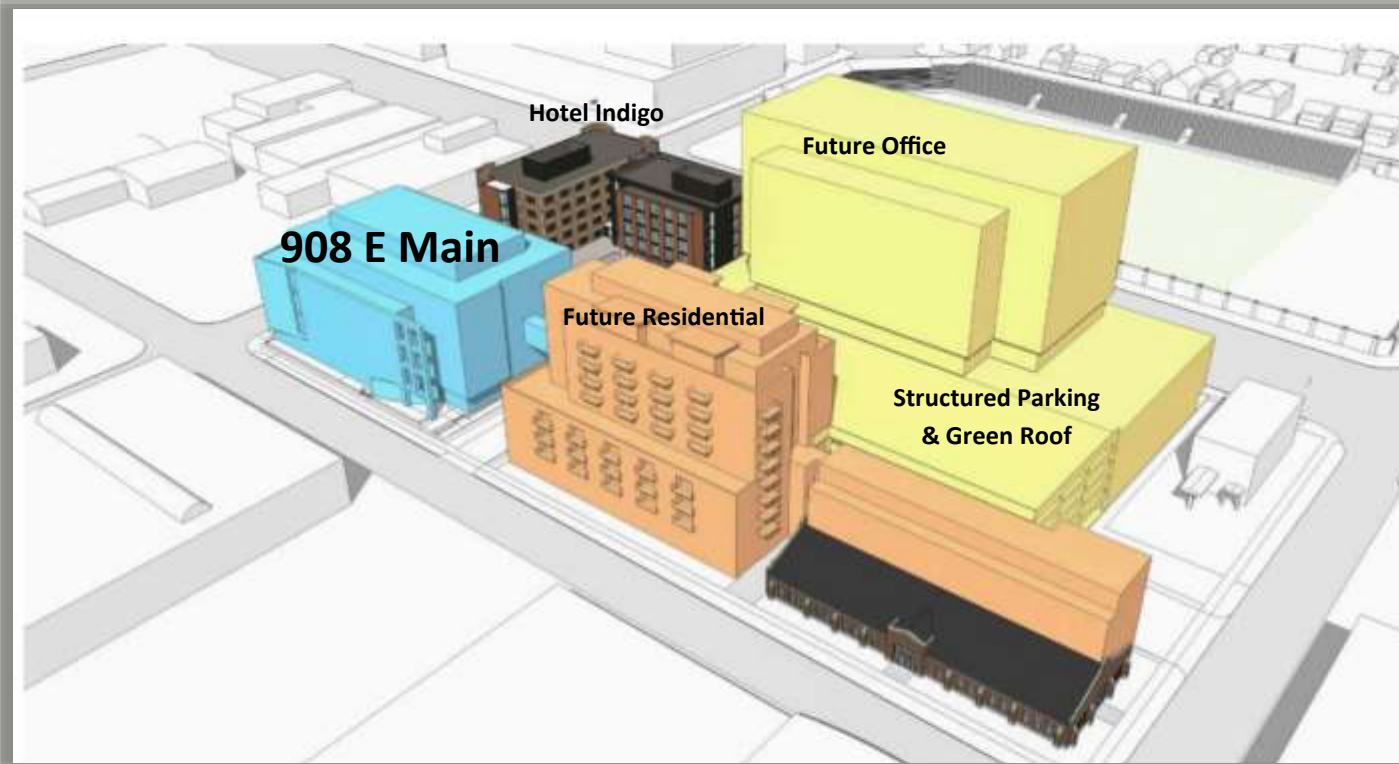 Hotel Indigo
Future Office
908 E Main
Future Residential
Structured Parking
& Green Roof